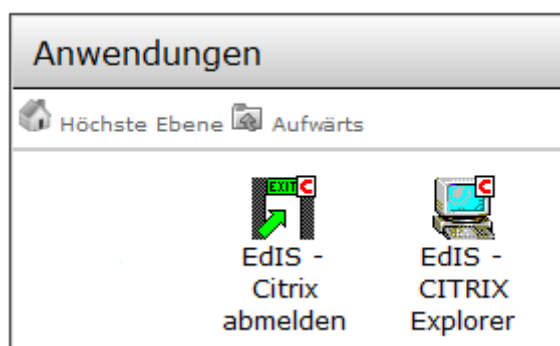 Anwendungen
Höchste Ebene Aufwärts
EXIT C
C
EdIS -
Citrix
abmelden
EdIS -
CITRIX
Explorer